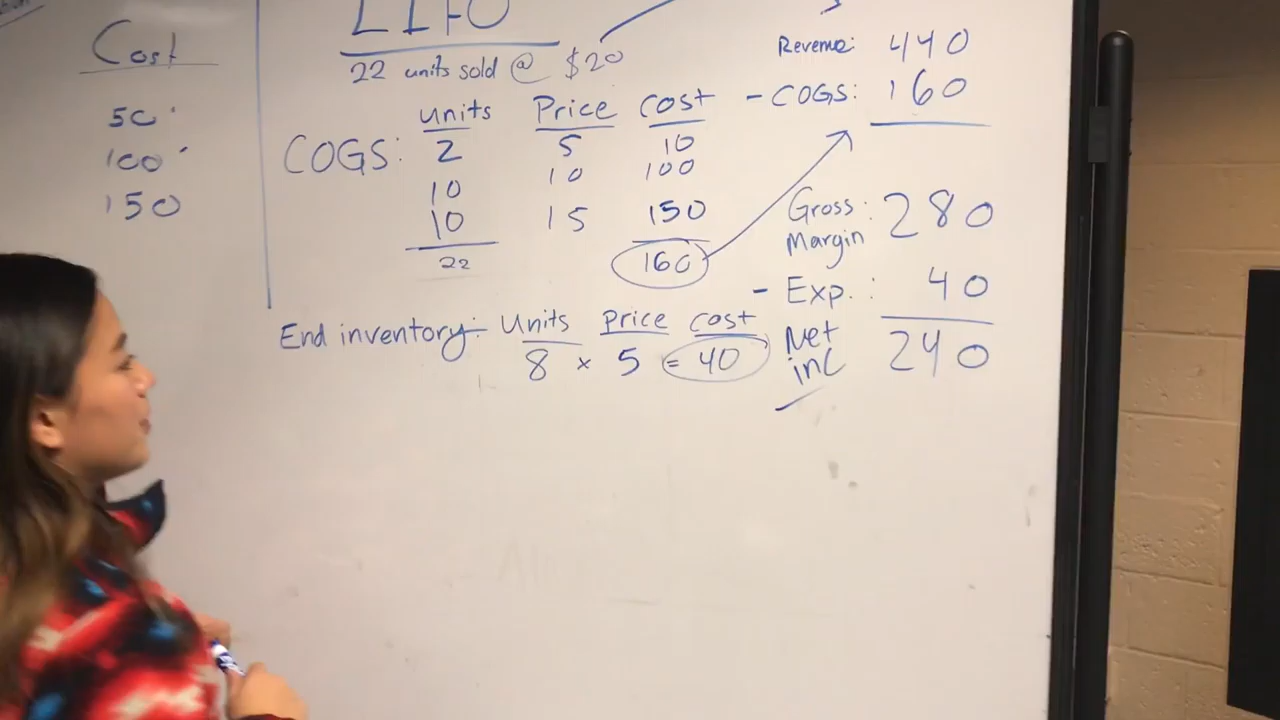 Cost
50
100
150
LIFO
22 units sold @ $20
units Price cost
COGS: 2 5 10
10 10 100
10 15 150
22 160
End inventory: Units Price cost
8 x 5 = 40
Revenue: 440
- COGS: 160
Gross Margin : 280
- Exp. : 40
Net inc 240